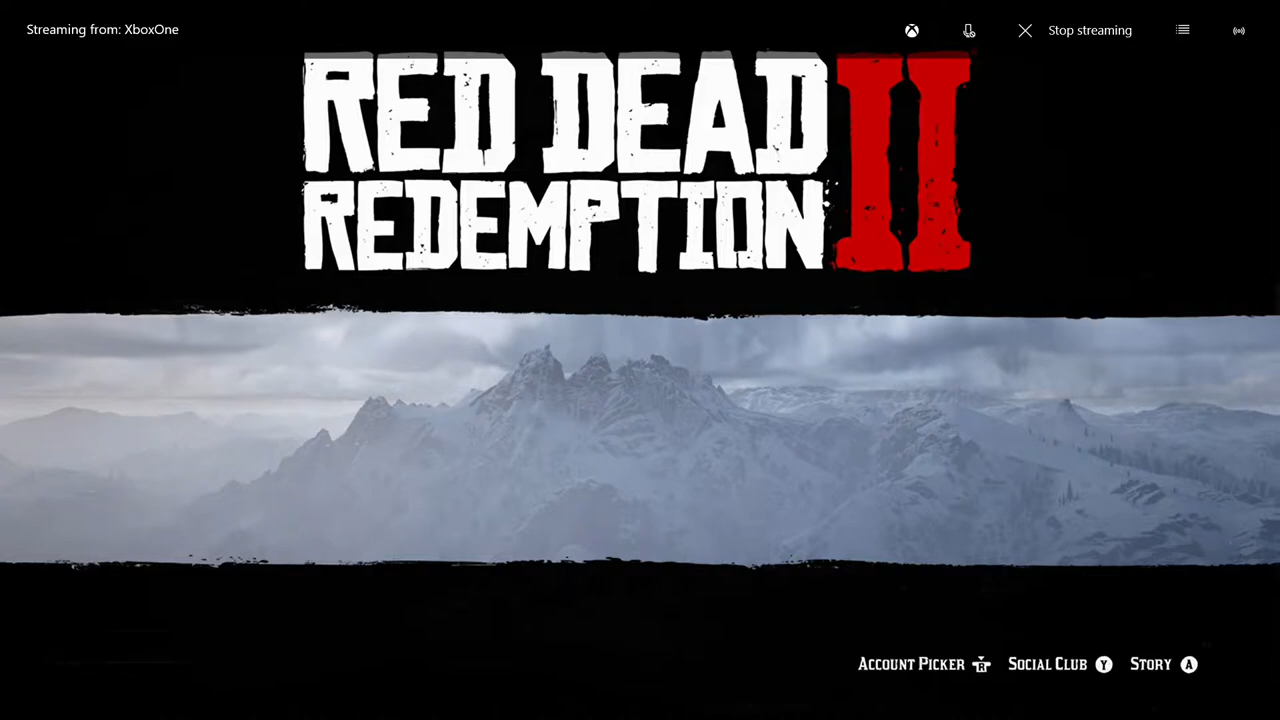 Streaming from: XboxOne
Stop streaming
RED DEAD
REDEMPTION II
ACCOUNT PICKER R SOCIAL CLUB Y STORY A